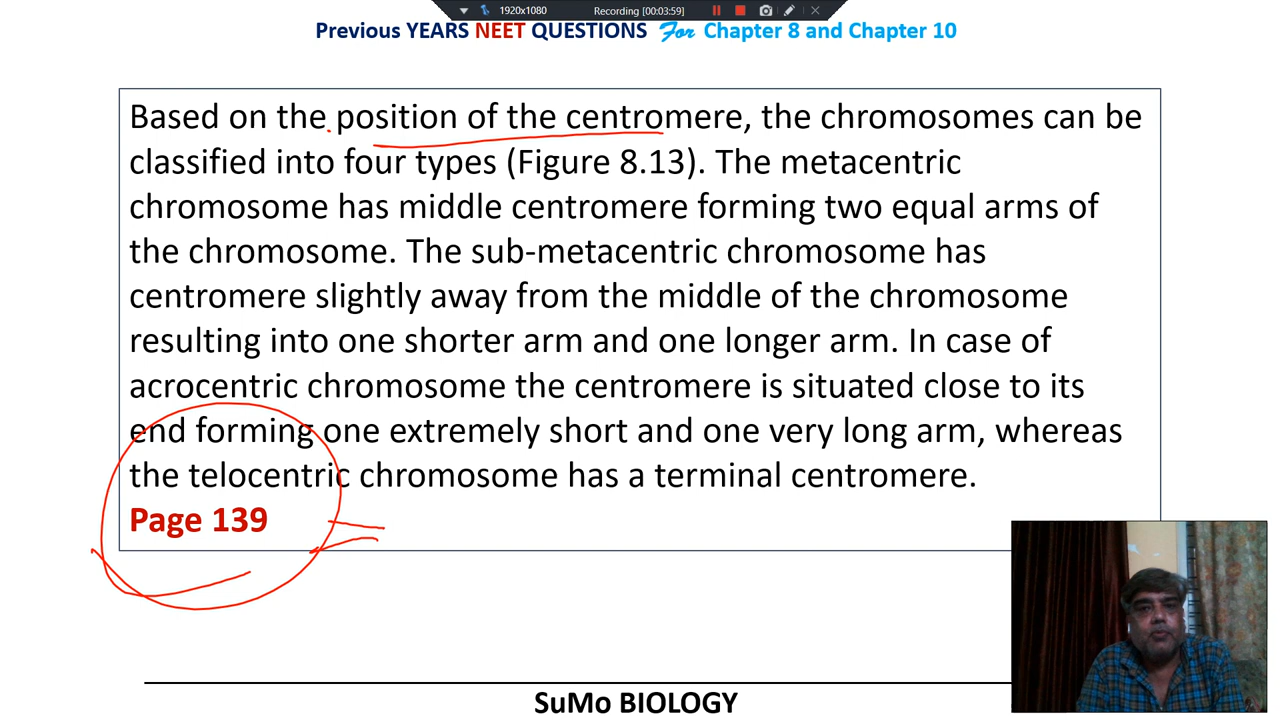 1920x1080 Recording [00:03:59]
Previous YEARS NEET QUESTIONS For Chapter 8 and Chapter 10
Based on the position of the centromere, the chromosomes can be
classified into four types (Figure 8.13). The metacentric
chromosome has middle centromere forming two equal arms of
the chromosome. The sub-metacentric chromosome has
centromere slightly away from the middle of the chromosome
resulting into one shorter arm and one longer arm. In case of
acrocentric chromosome the centromere is situated close to its
end forming one extremely short and one very long arm, whereas
the telocentric chromosome has a terminal centromere.
Page 139
SuMo BIOLOGY